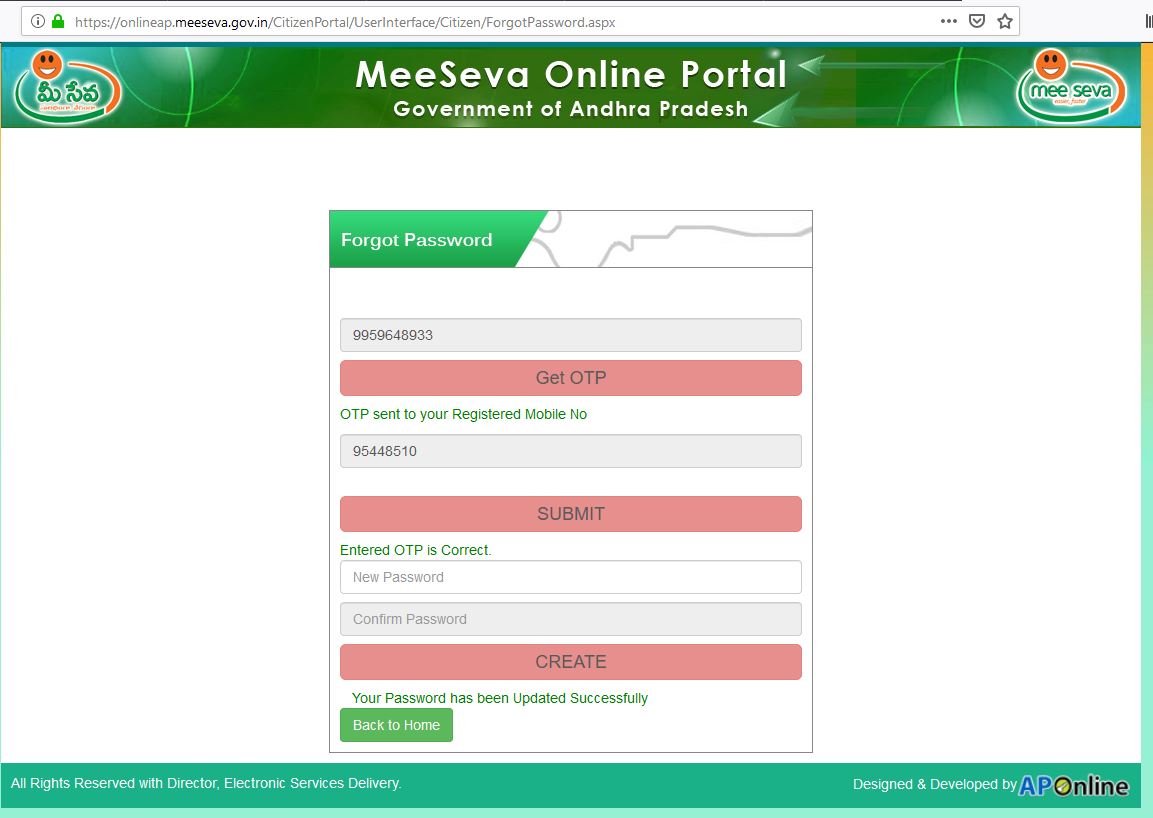 https://onlineap.meeseva.gov.in/CitizenPortal/UserInterface/Citizen/ForgotPassword.aspx
మీ సేవ
MeeSeva Online Portal
Government of Andhra Pradesh
mee seva
easier, faster
Forgot Password
9959648933
Get OTP
OTP sent to your Registered Mobile No
95448510
SUBMIT
Entered OTP is Correct.
New Password
Confirm Password
CREATE
Your Password has been Updated Successfully
Back to Home
All Rights Reserved with Director, Electronic Services Delivery.
Designed & Developed by APOnline